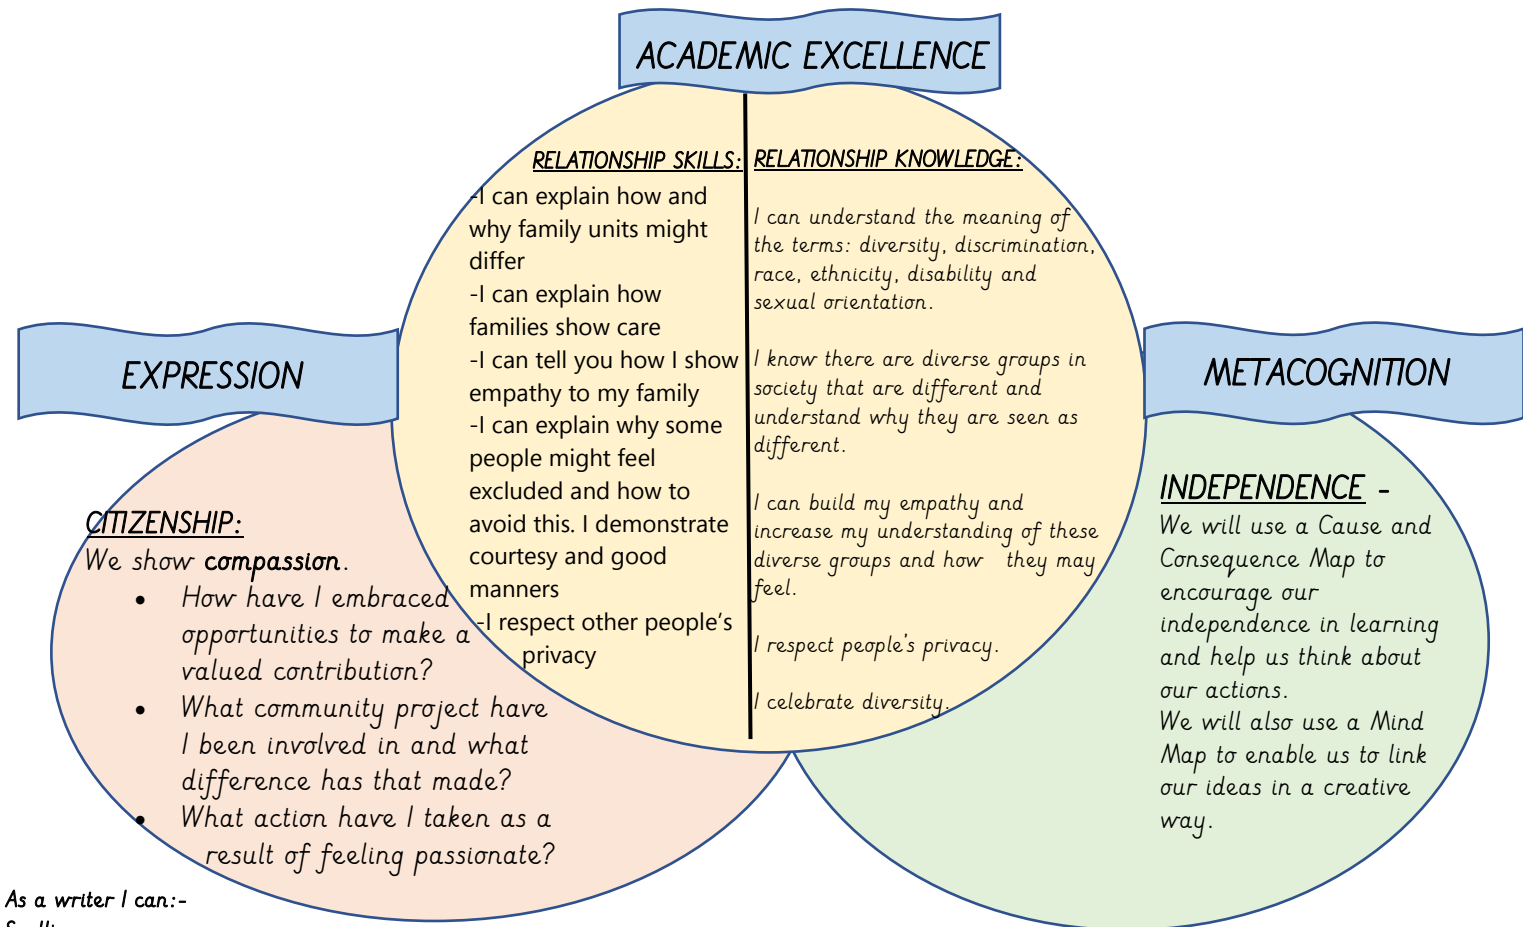 ACADEMIC EXCELLENCE
RELATIONSHIP SKILLS:
-I can explain how and
why family units might
differ
-I can explain how
families show care
-I can tell you how I show
empathy to my family
-I can explain why some
people might feel
excluded and how to
avoid this. I demonstrate
courtesy and good
manners
-I respect other people's
privacy
RELATIONSHIP KNOWLEDGE:
I can understand the meaning of
the terms: diversity, discrimination,
race, ethnicity, disability and
sexual orientation.
I know there are diverse groups in
society that are different and
understand why they are seen as
different.
I can build my empathy and
increase my understanding of these
diverse groups and how they may
feel.
I respect people's privacy.
I celebrate diversity.
EXPRESSION
CITIZENSHIP:
We show compassion.
• How have I embraced
opportunities to make a
valued contribution?
• What community project have
I been involved in and what
difference has that made?
• What action have I taken as a
result of feeling passionate?
METACOGNITION
INDEPENDENCE -
We will use a Cause and
Consequence Map to
encourage our
independence in learning
and help us think about
our actions.
We will also use a Mind
Map to enable us to link
our ideas in a creative
way.
As a writer I can:-